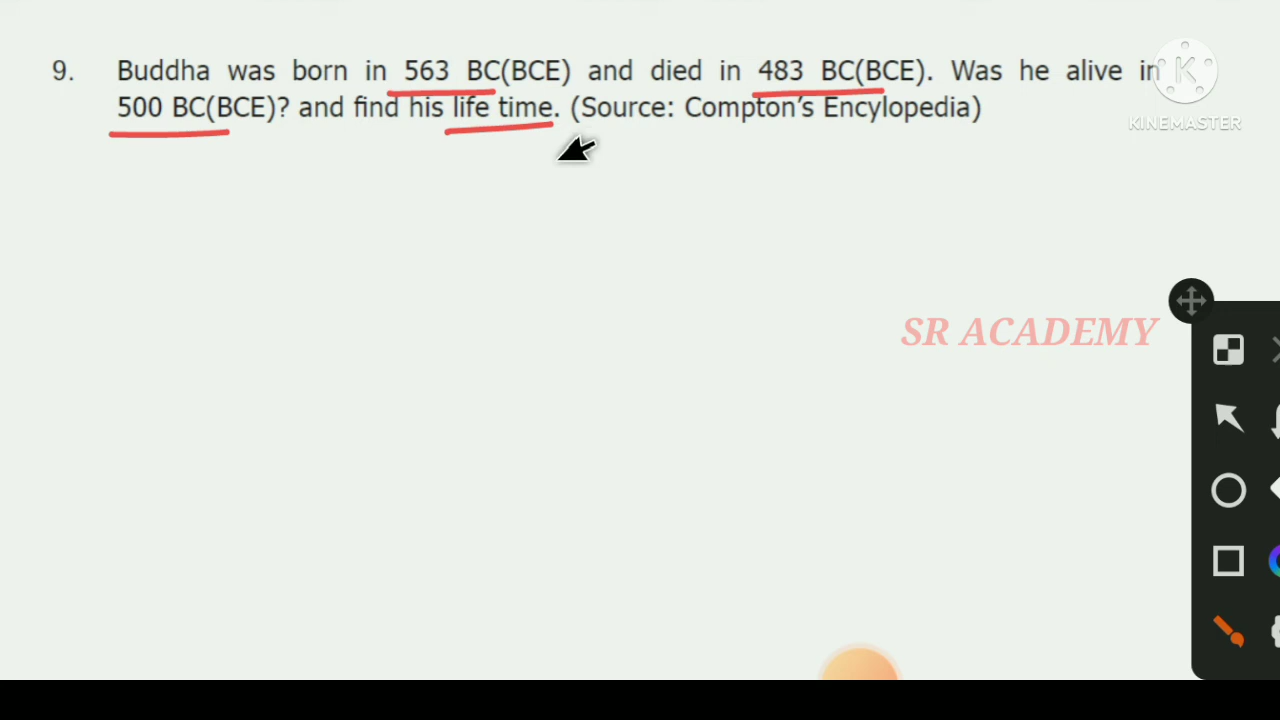 9. Buddha was born in 563 BC(BCE) and died in 483 BC(BCE). Was he alive in
500 BC(BCE)? and find his life time. (Source: Compton's Encylopedia)
K
KINEMASTER
SR ACADEMY